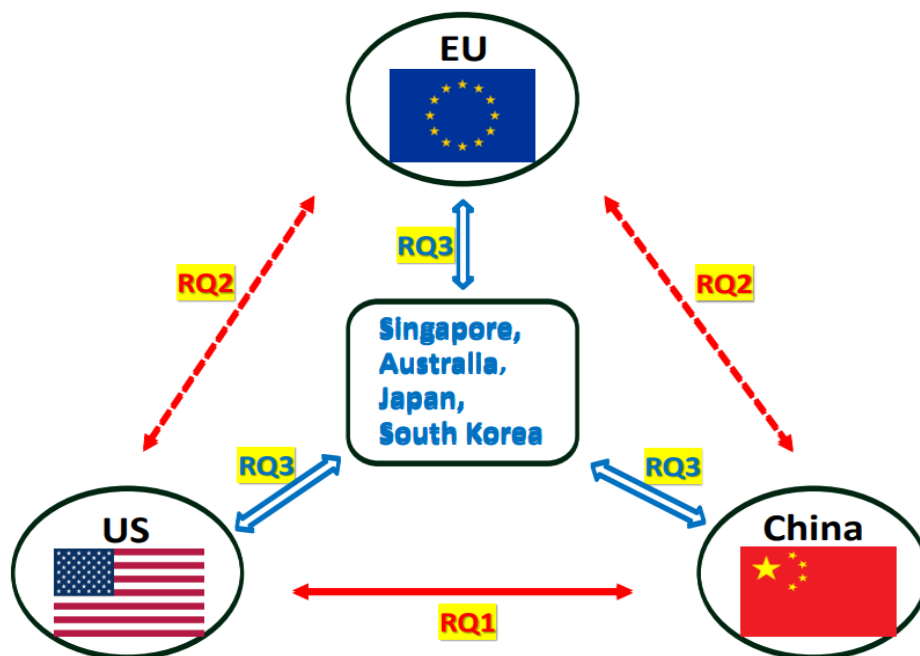 EU
RQ3
RQ2
RQ2
Singapore,
Australia,
Japan,
South Korea
RQ3
RQ3
US
China
RQ1